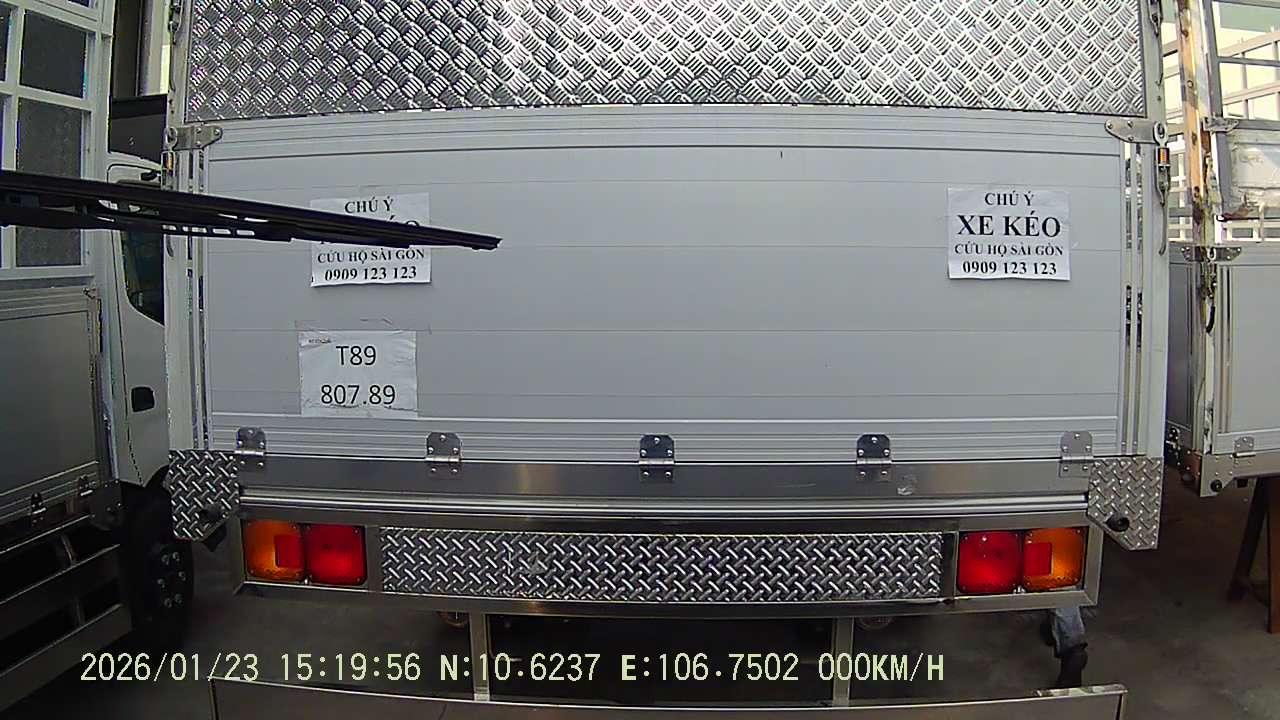 CHÚ Ý
CỨU HỘ SÀI GÒN
0909 123 123
CHÚ Ý
XE KÉO
CỨU HỘ SÀI GÒN
0909 123 123
T89
807.89
2026/01/23 15:19:56 N:10.6237 E:106.7502 000KM/H